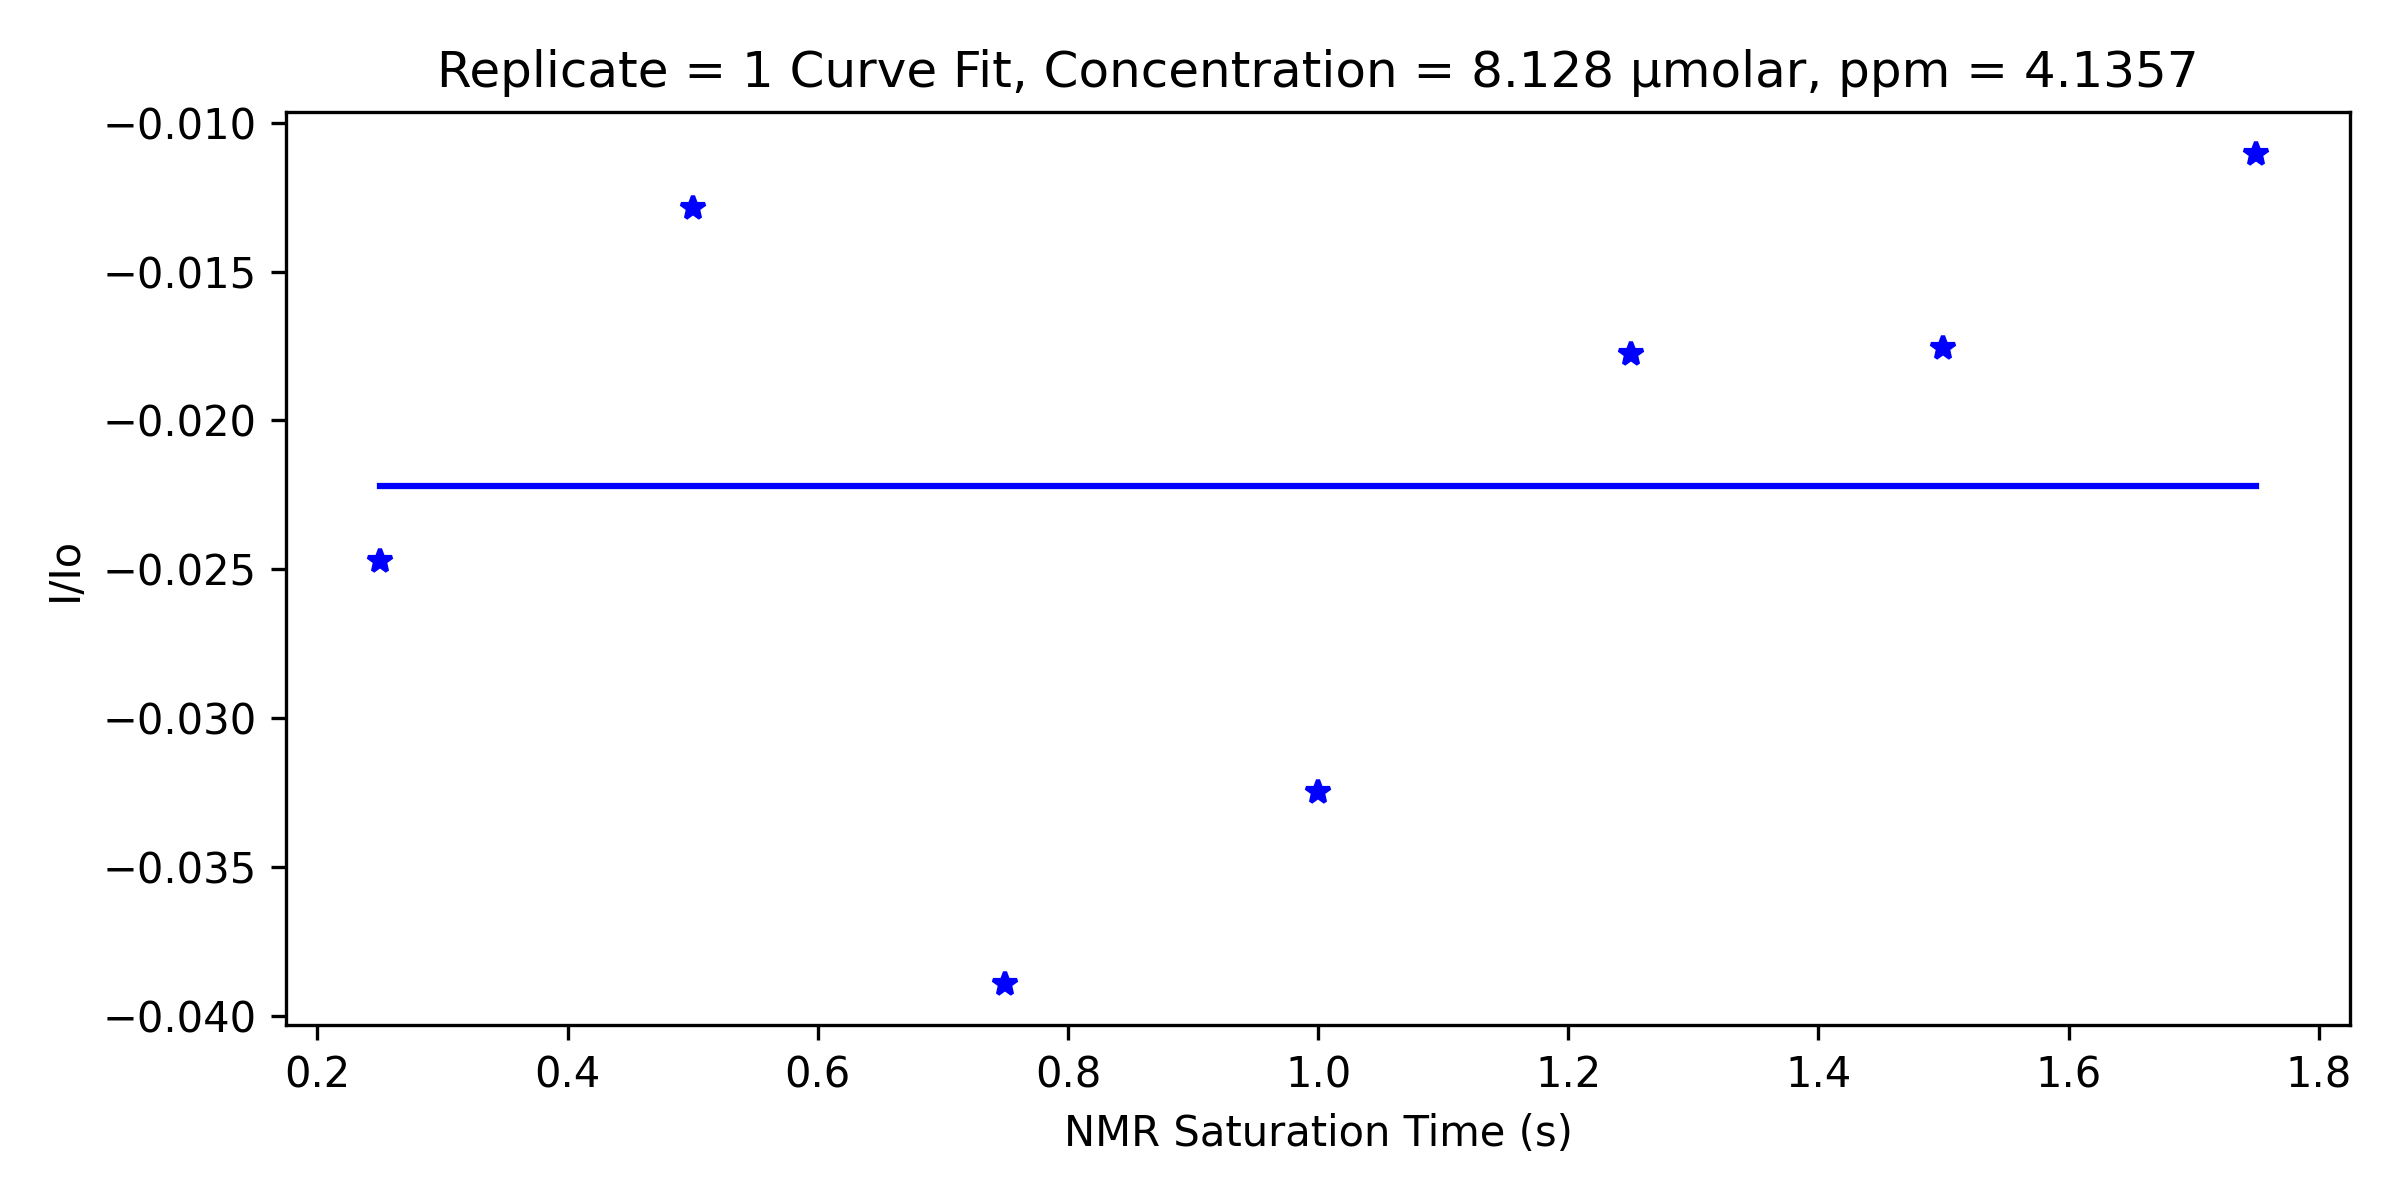 Replicate = 1 Curve Fit, Concentration = 8.128 µmolar, ppm = 4.1357
−0.010
−0.015
−0.020
−0.025
−0.030
−0.035
−0.040
I/Io
0.2 0.4 0.6 0.8 1.0 1.2 1.4 1.6 1.8
NMR Saturation Time (s)